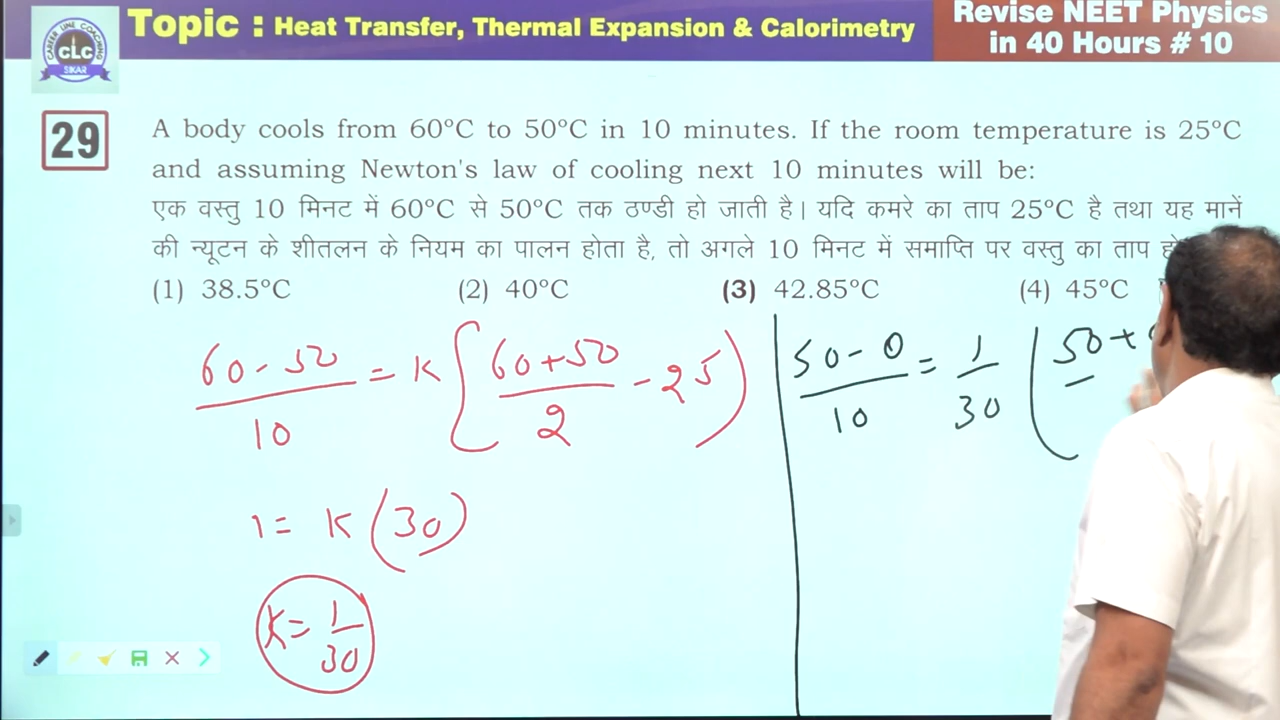 Topic : Heat Transfer, Thermal Expansion & Calorimetry
Revise NEET Physics
in 40 Hours # 10
CAREER LINE COACHING
CLC
SIKAR
29
A body cools from 60°C to 50°C in 10 minutes. If the room temperature is 25°C
and assuming Newton's law of cooling next 10 minutes will be:
एक वस्तु 10 मिनट में 60°C से 50°C तक ठण्डी हो जाती है। यदि कमरे का ताप 25°C है तथा यह मानें
की न्यूटन के शीतलन के नियम का पालन होता है, तो अगले 10 मिनट में समाप्ति पर वस्तु का ताप
(1) 38.5°C (2) 40°C (3) 42.85°C (4) 45°C
60-50/10 = K [60+50/2 - 25)
1 = K (30)
K = 1/30
50-θ/10 = 1/30 (50+